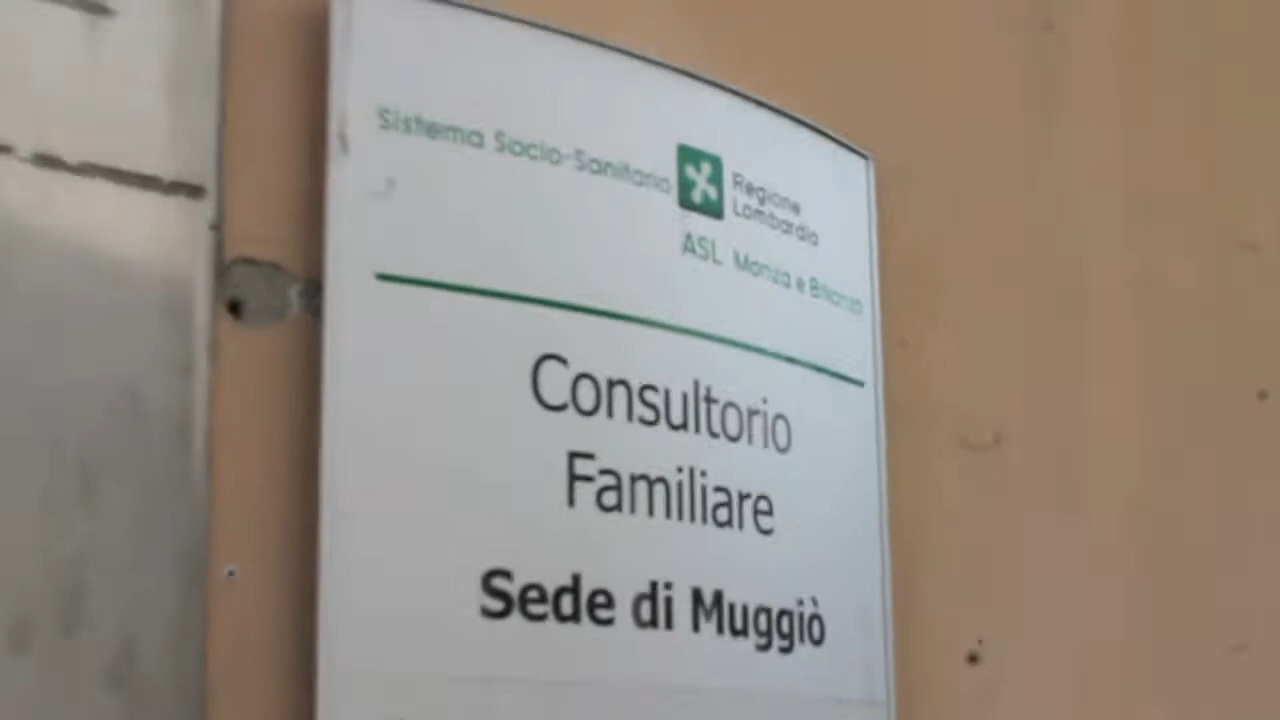 Sistema Socio-Sanitario
Regione
Lombardia
ASL Monza e Brianza
Consultorio
Familiare
Sede di Muggiò